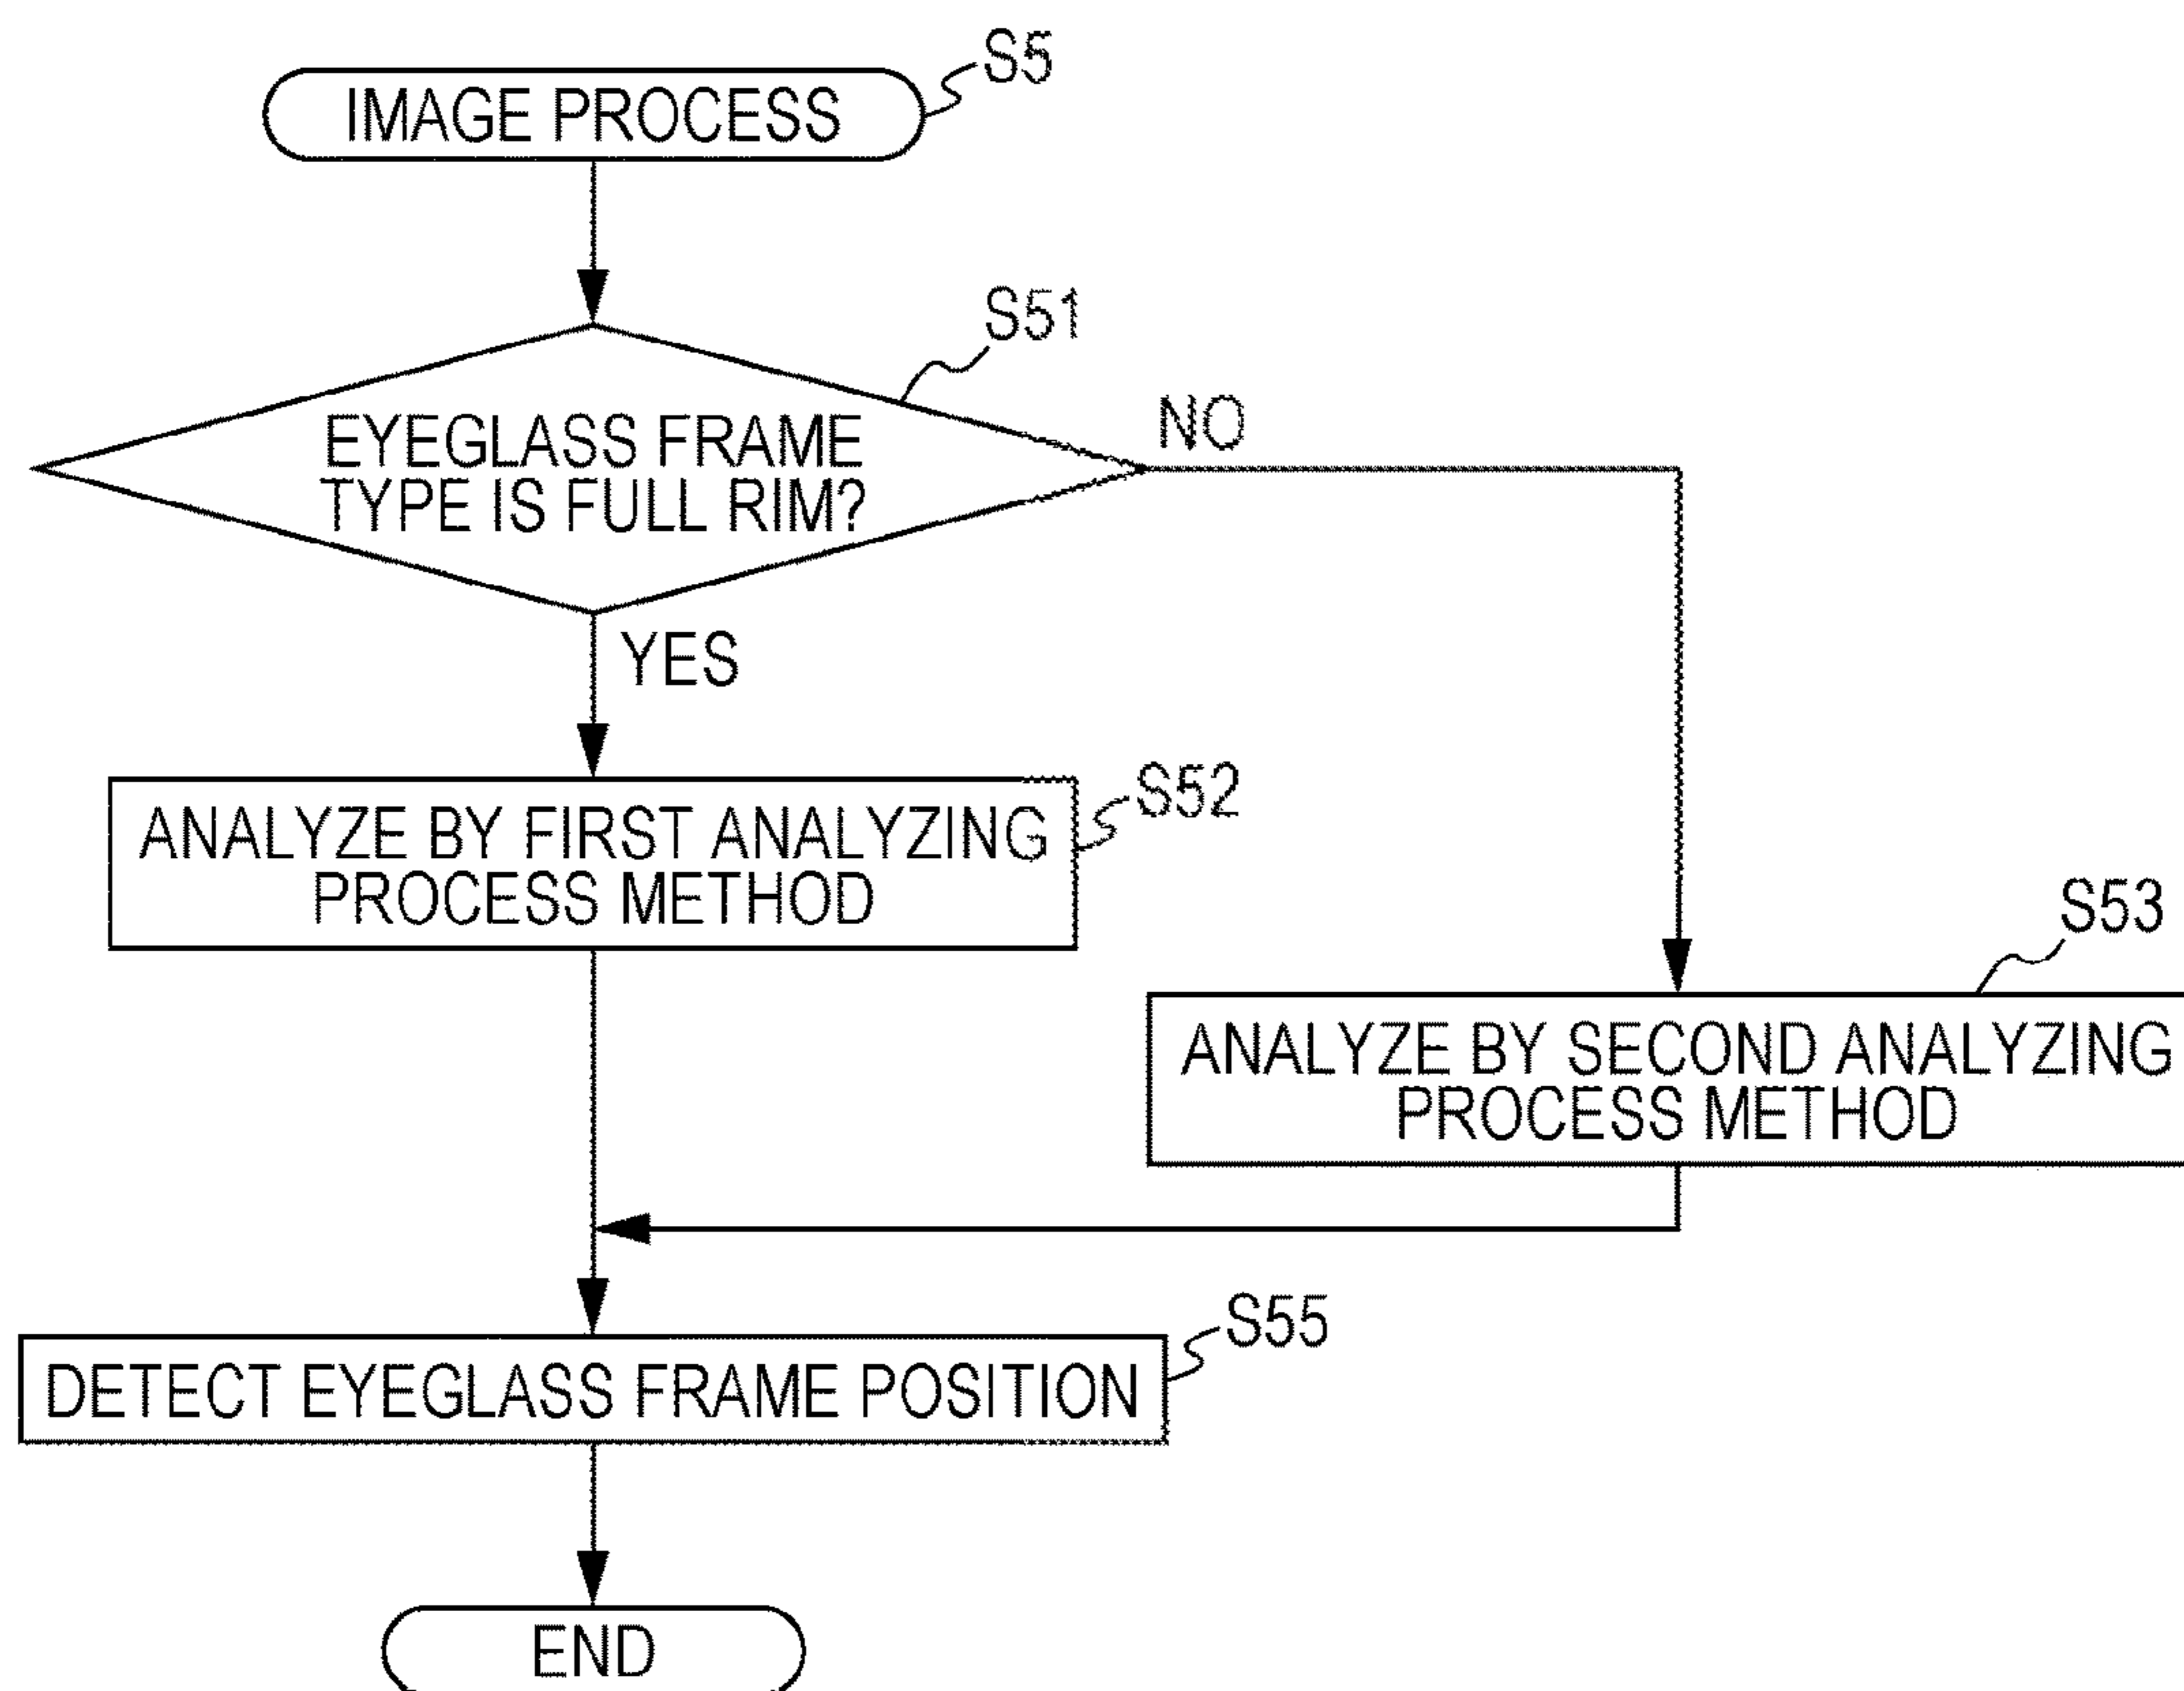 IMAGE PROCESS
S5
S51
EYEGLASS FRAME
TYPE IS FULL RIM?
NO
YES
S52
ANALYZE BY FIRST ANALYZING
PROCESS METHOD
S53
ANALYZE BY SECOND ANALYZING
PROCESS METHOD
S55
DETECT EYEGLASS FRAME POSITION
END